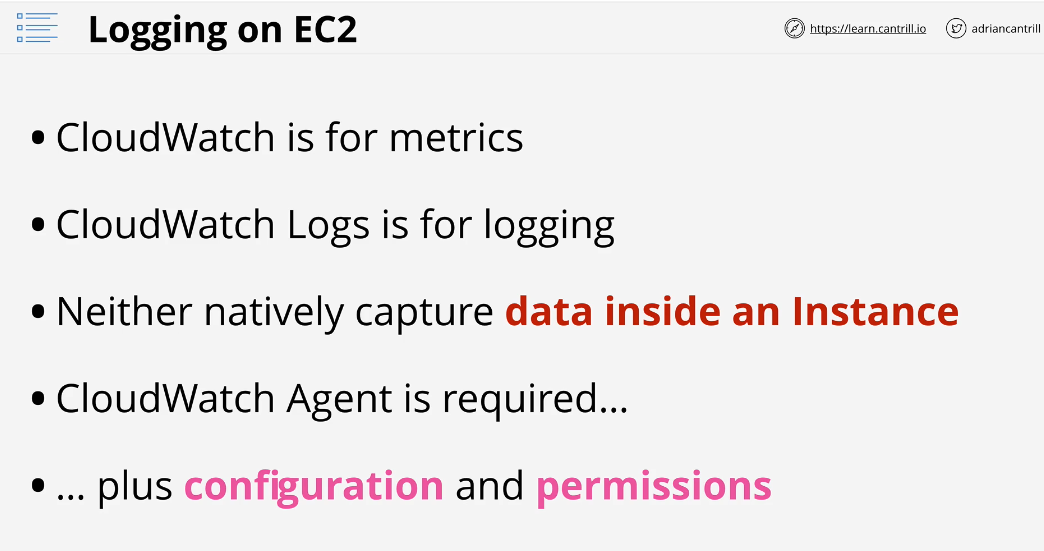 Logging on EC2
https://learn.cantrill.io
adriancantrill
• CloudWatch is for metrics
• CloudWatch Logs is for logging
• Neither natively capture data inside an Instance
• CloudWatch Agent is required...
• ... plus configuration and permissions